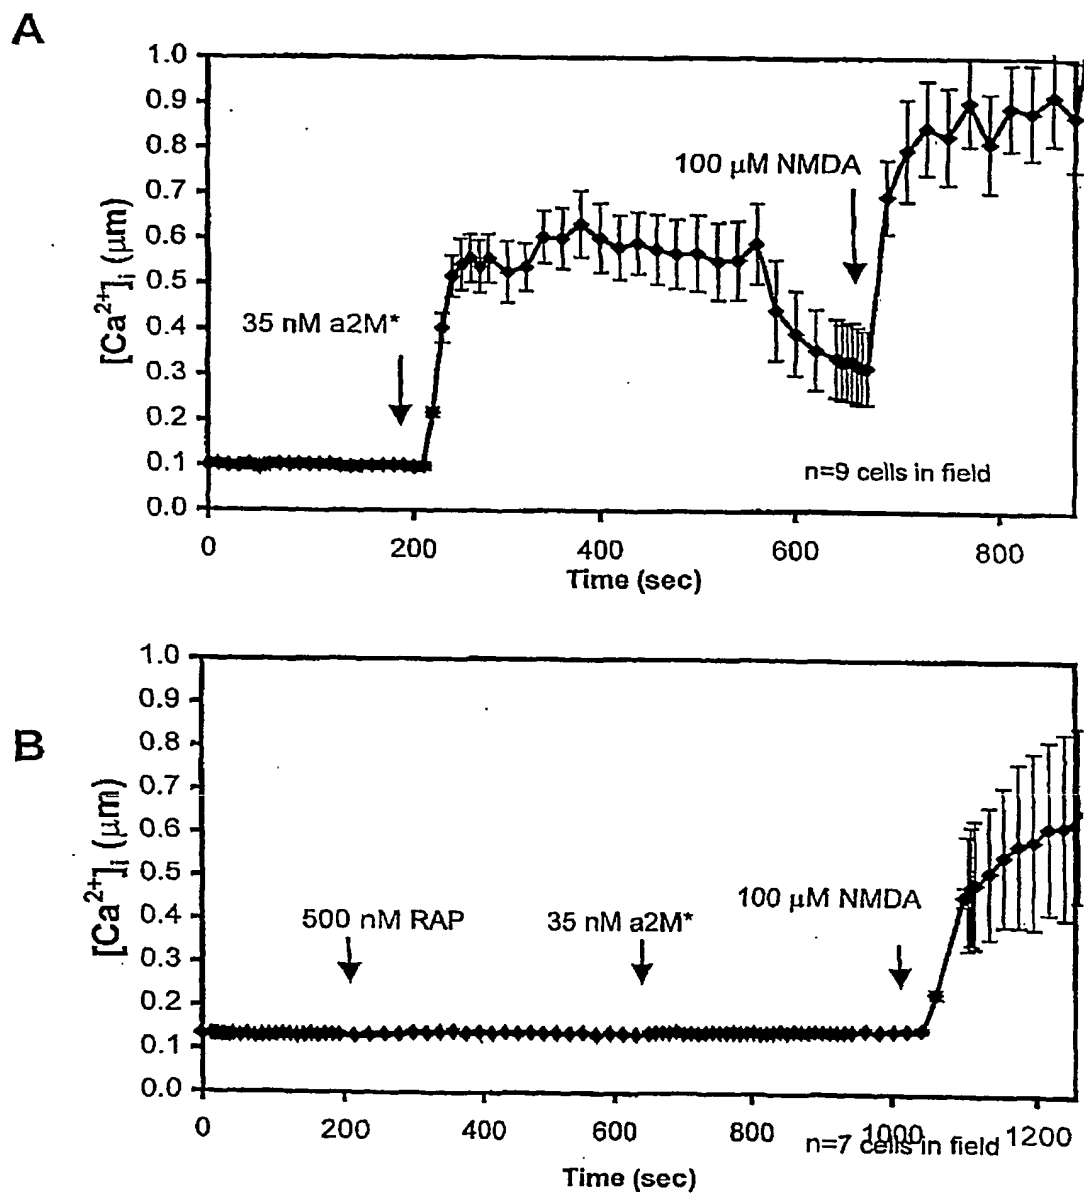 A
1.0
0.9
0.8
0.7
0.6
0.5
0.4
0.3
0.2
0.1
0.0
[Ca2+]i (μm)
100 μM NMDA
35 nM a2M*
n=9 cells in field
0 200 400 600 800
Time (sec)
B
1.0
0.9
0.8
0.7
0.6
0.5
0.4
0.3
0.2
0.1
0.0
[Ca2+]i (μm)
500 nM RAP
35 nM a2M*
100 μM NMDA
0 200 400 600 800 1000 1200
n=7 cells in field
Time (sec)